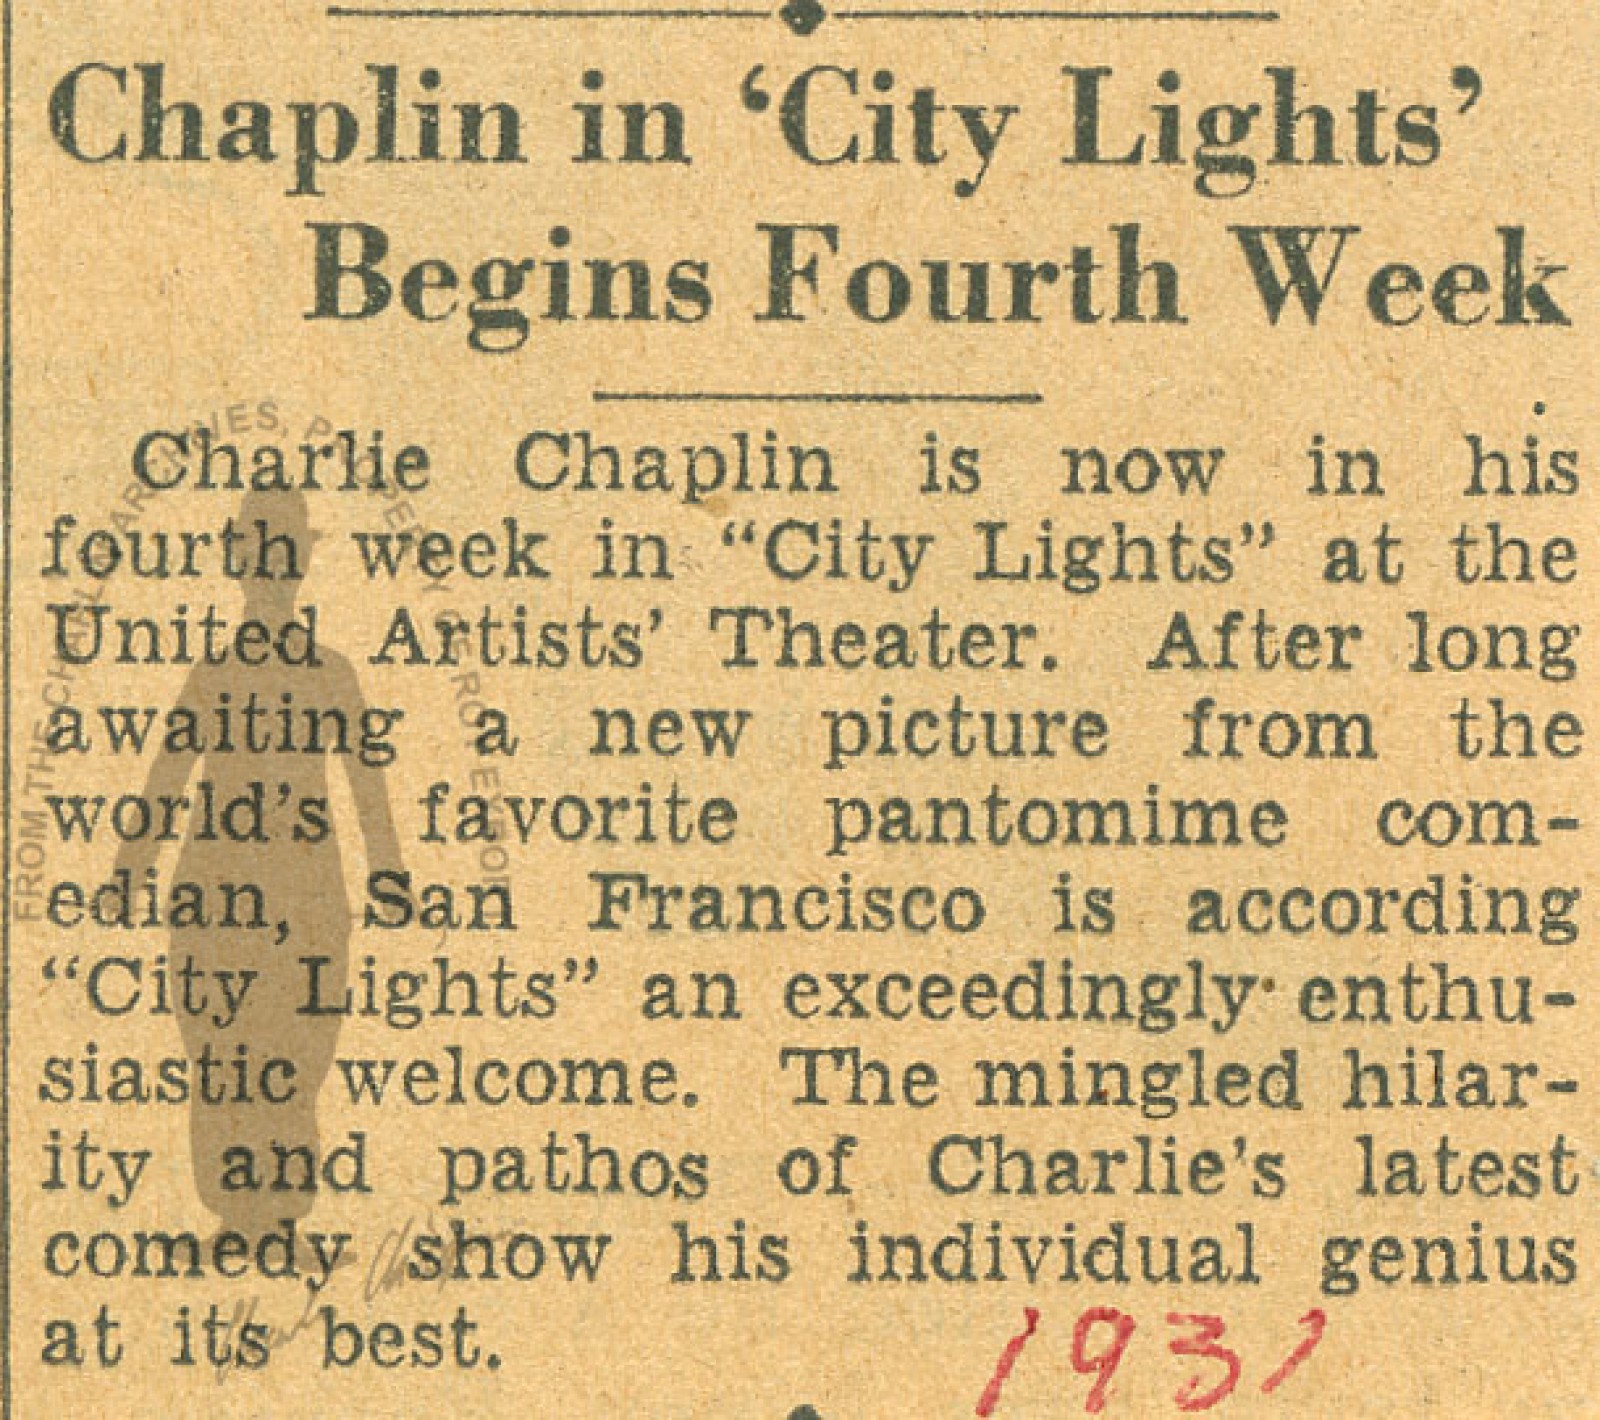 Chaplin in ‘City Lights’
Begins Fourth Week
Charlie Chaplin is now in his
fourth week in “City Lights” at the
United Artists’ Theater. After long
awaiting a new picture from the
world’s favorite pantomime com-
edian, San Francisco is according
“City Lights” an exceedingly enthu-
siastic welcome. The mingled hilar-
ity and pathos of Charlie’s latest
comedy show his individual genius
at its best.
1931
FROM THE